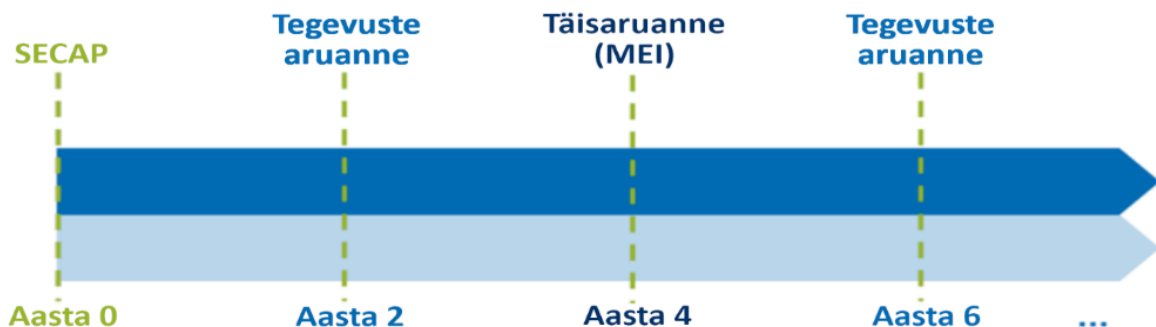 SECAP
Tegevuste
aruanne
Täisaruanne
(MEI)
Tegevuste
aruanne
Aasta 0
Aasta 2
Aasta 4
Aasta 6
...